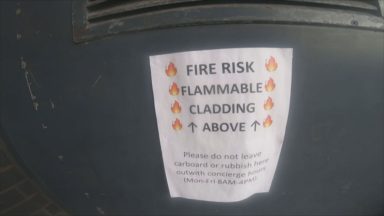 🔥 FIRE RISK 🔥
🔥FLAMMABLE🔥
🔥 CLADDING 🔥
🔥 ↑ ABOVE ↑ 🔥
Please do not leave
carboard or rubbish here
outwith concierge hours
(Mon-Fri 8AM-4PM).